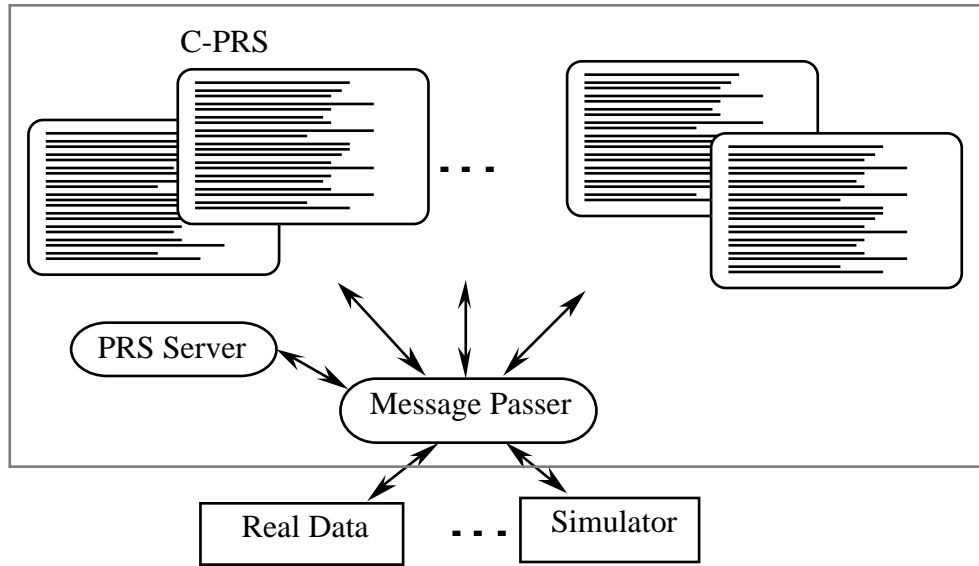 C-PRS
. . .
PRS Server
Message Passer
Real Data
. . .
Simulator